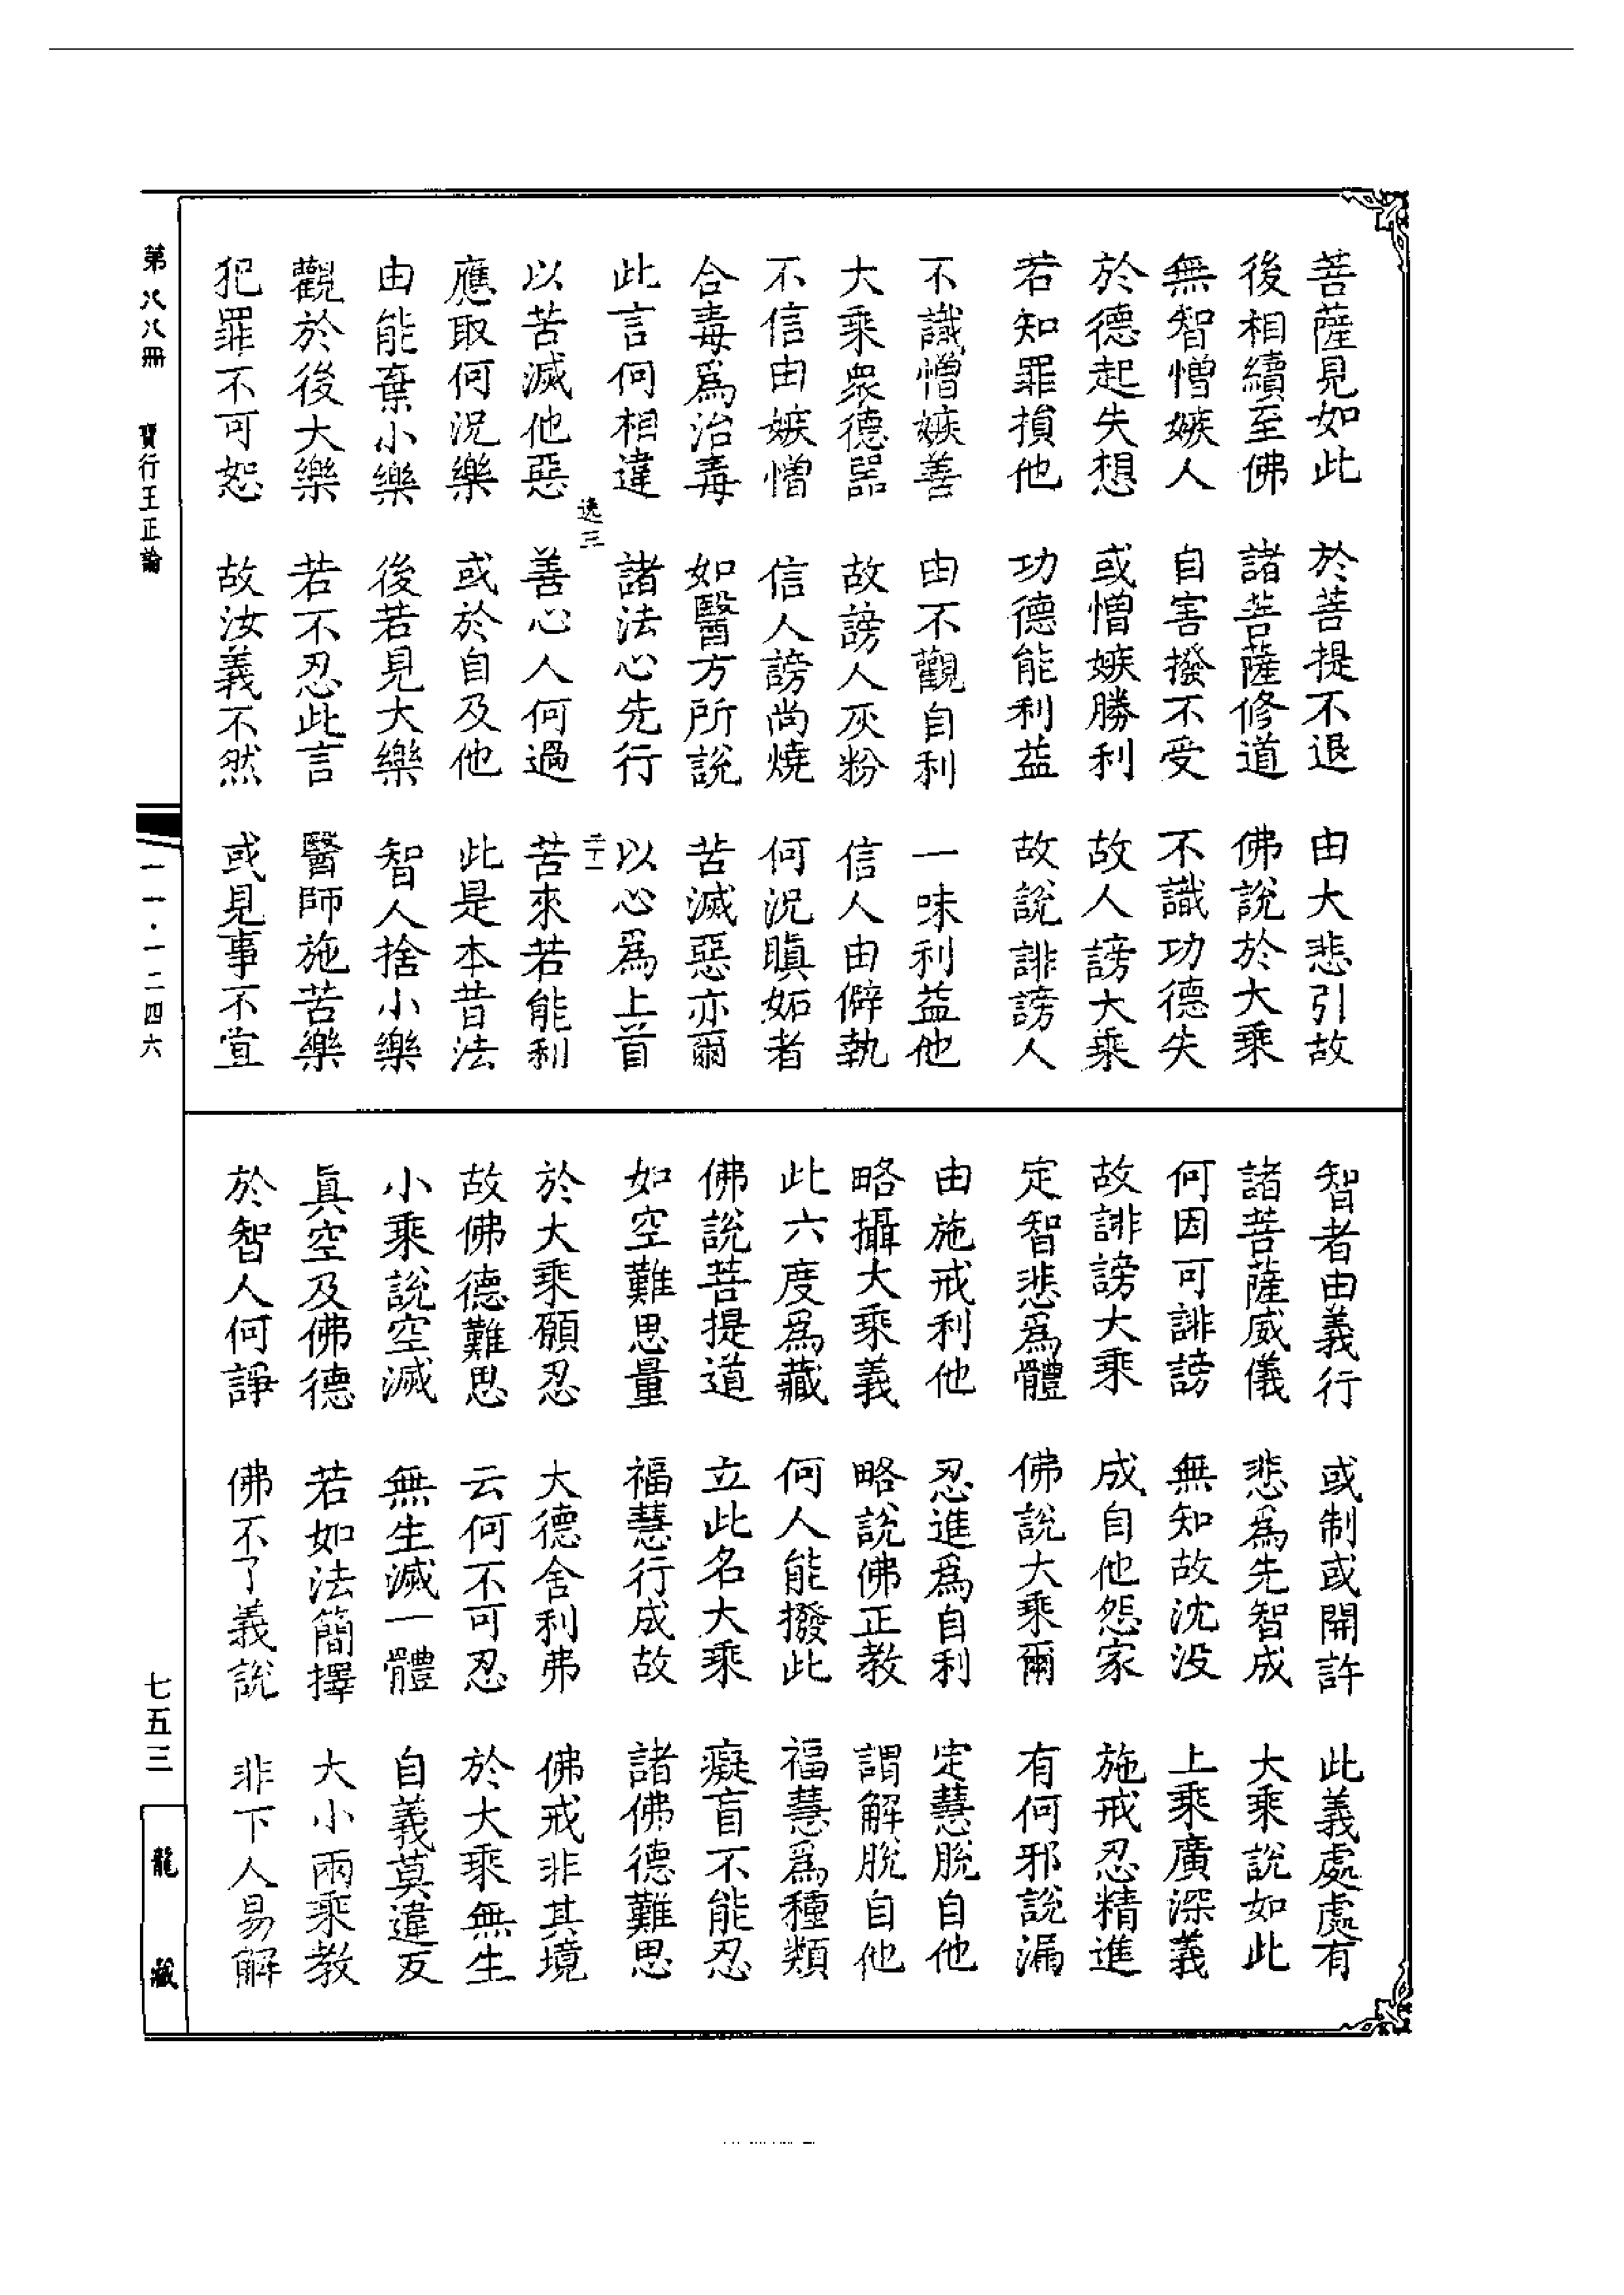 菩薩見如此　於菩提不退　由大悲引故
後相續至佛　諸菩薩修道　佛說於大乘
無智憎嫉人　自害撥不受　不識功德失
於德起失想　或憎嫉勝利　故人謗大乘
若知罪損他　功德能利益　故說誹謗人
不識憎嫉善　由不觀自利　一味利益他
大乘衆德器　故謗人灰粉　信人由僻執
不信由嫉憎　信人謗尚燒　何況瞋妬者
合毒爲治毒　如醫方所說　苦滅惡亦爾
此言何相違　諸法心先行　以心爲上首
逸三　二十一
以苦滅他惡　善心人何過　苦來若能利
應取何況樂　或於自及他　此是本昔法
由能棄小樂　後若見大樂　智人捨小樂
觀於後大樂　若不忍此言　醫師施苦樂
犯罪不可恕　故汝義不然　或見事不宜
智者由義行　或制或開許　此義處處有
諸菩薩威儀　悲爲先智成　大乘說如此
何因可誹謗　無知故沈没　上乘廣深義
故誹謗大乘　成自他怨家　施戒忍精進
定智悲爲體　佛說大乘爾　有何邪說漏
由施戒利他　忍進爲自利　定慧脫自他
略攝大乘義　略說佛正教　謂解脫自他
此六度爲藏　何人能撥此　福慧爲種類
佛說菩提道　立此名大乘　癡盲不能忍
如空難思量　福慧行成故　諸佛德難思
於大乘願忍　大德舍利弗　佛戒非其境
故佛德難思　云何不可忍　於大乘無生
小乘說空滅　無生滅一體　自義莫違反
眞空及佛德　若如法簡擇　大小兩乘教
於智人何諍　佛不了義說　非下人易解
第八八冊　寶行王正論　一一·一二四六　七五三　龍藏